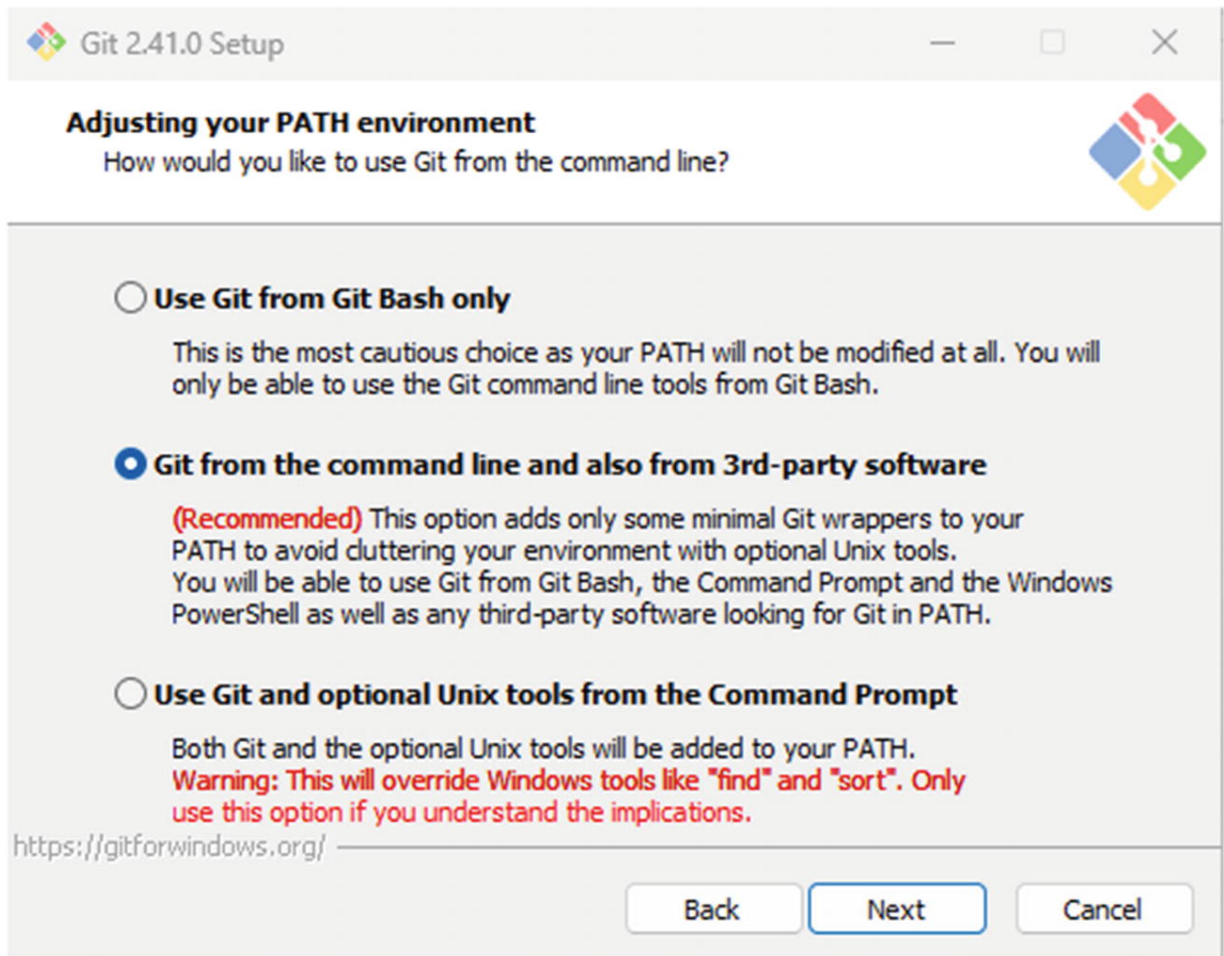 Git 2.41.0 Setup
Adjusting your PATH environment
How would you like to use Git from the command line?
Use Git from Git Bash only
This is the most cautious choice as your PATH will not be modified at all. You will
only be able to use the Git command line tools from Git Bash.
Git from the command line and also from 3rd-party software
(Recommended) This option adds only some minimal Git wrappers to your
PATH to avoid cluttering your environment with optional Unix tools.
You will be able to use Git from Git Bash, the Command Prompt and the Windows
PowerShell as well as any third-party software looking for Git in PATH.
Use Git and optional Unix tools from the Command Prompt
Both Git and the optional Unix tools will be added to your PATH.
Warning: This will override Windows tools like "find" and "sort". Only
use this option if you understand the implications.
https://gitforwindows.org/
Back Next Cancel